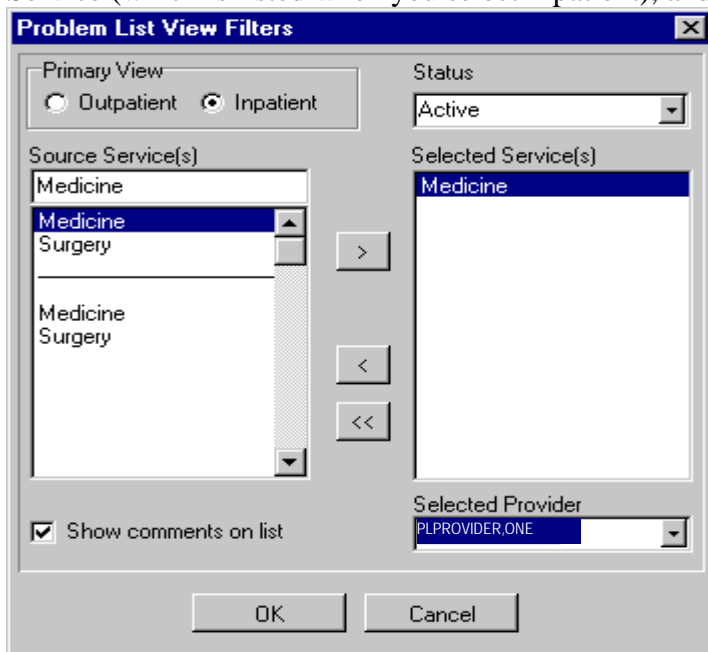 Problem List View Filters
Primary View
Outpatient Inpatient
Status
Active
Source Service(s)
Medicine
Medicine
Surgery
Medicine
Surgery
>
<
<<
Selected Service(s)
Medicine
Show comments on list
Selected Provider
PLPROVIDER,ONE
OK Cancel